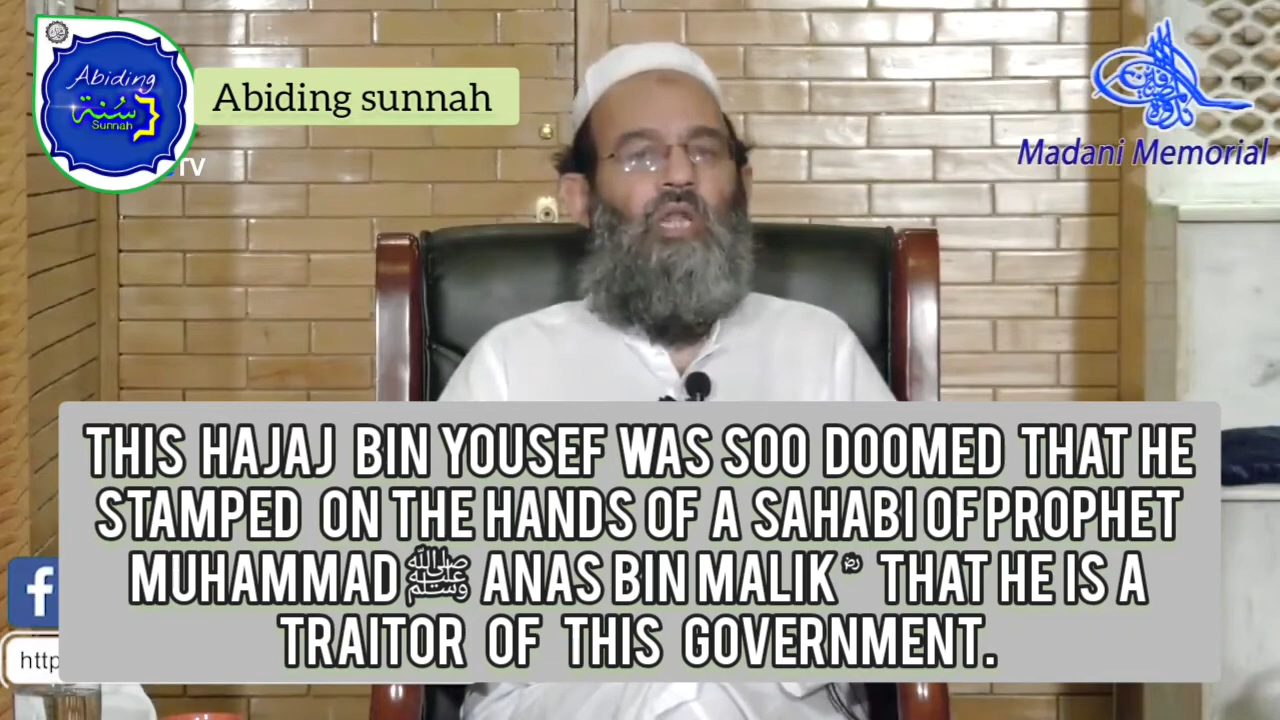 Abiding
سُنة
Sunnah
Abiding sunnah
TV
Madani Memorial
THIS HAJAJ BIN YOUSEF WAS SOO DOOMED THAT HE
STAMPED ON THE HANDS OF A SAHABI OF PROPHET
MUHAMMAD ﷺ ANAS BIN MALIK THAT HE IS A
TRAITOR OF THIS GOVERNMENT.
f
http